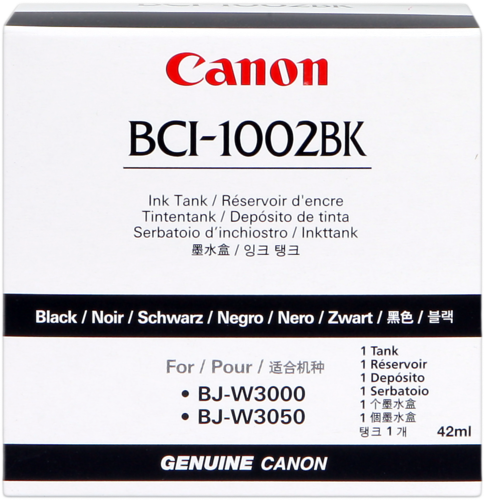 Canon
BCI-1002BK
Ink Tank / Réservoir d'encre
Tintentank / Depósito de tinta
Serbatoio d'inchiostro / Inkttank
墨水盒 / 잉크 탱크
Black / Noir / Schwarz / Negro / Nero / Zwart / 黑色 / 블랙
For / Pour / 适合机种
• BJ-W3000
• BJ-W3050
1 Tank
1 Réservoir
1 Depósito
1 Serbatoio
1 个墨水盒
1 個墨水盒
탱크 1 개
42ml
GENUINE CANON